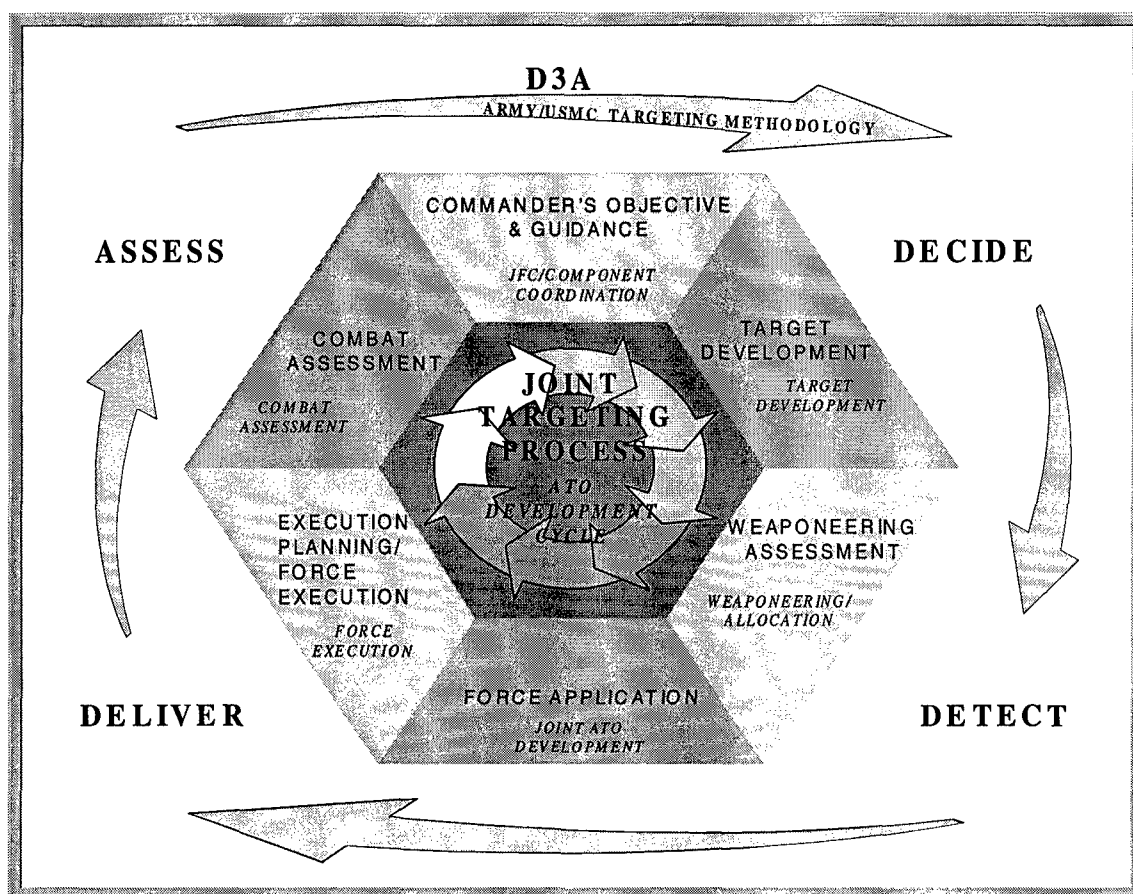 D3A
ARMY/USMC TARGETING METHODOLOGY
ASSESS
DECIDE
COMMANDER'S OBJECTIVE
& GUIDANCE
JFC/COMPONENT
COORDINATION
COMBAT
ASSESSMENT
COMBAT
ASSESSMENT
TARGET
DEVELOPMENT
TARGET
DEVELOPMENT
JOINT
TARGETING
PROCESS
ATO
DEVELOPMENT
CYCLE
EXECUTION
PLANNING/
FORCE
EXECUTION
FORCE
EXECUTION
WEAPONEERING
ASSESSMENT
WEAPONEERING/
ALLOCATION
FORCE APPLICATION
JOINT ATO
DEVELOPMENT
DELIVER
DETECT